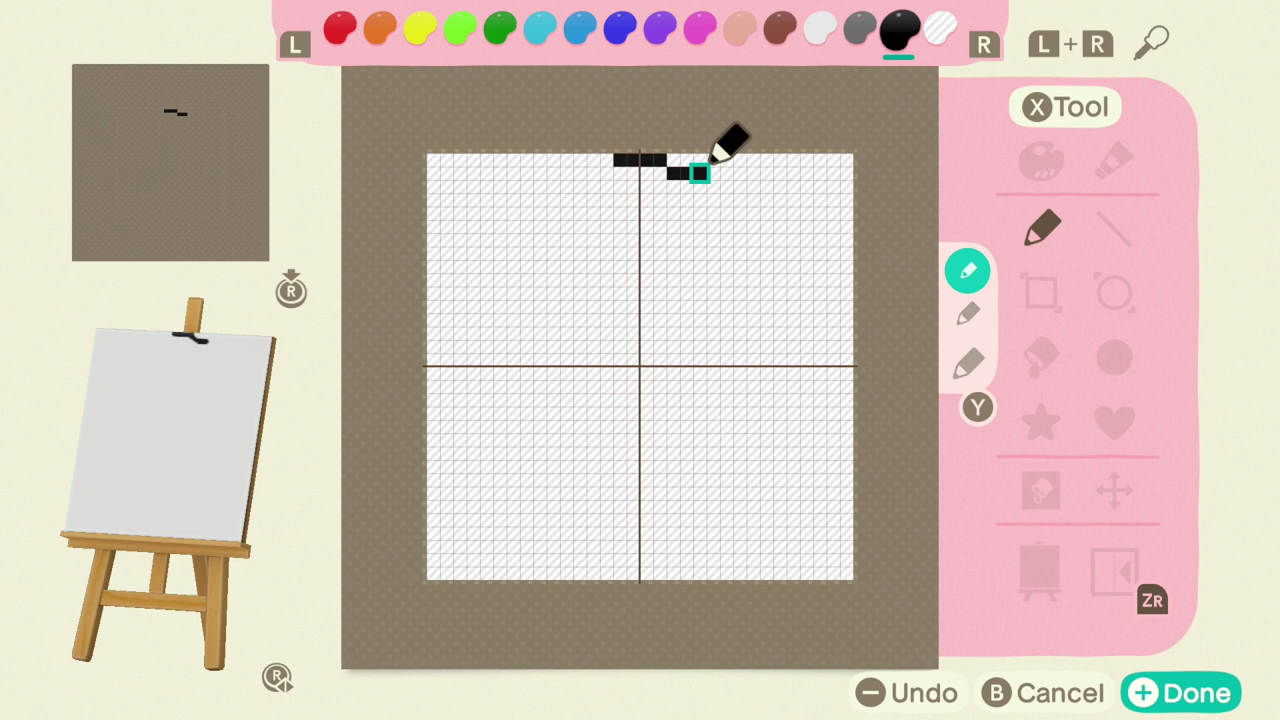 L
R
L + R
X Tool
R
Y
ZR
R
− Undo
B Cancel
+ Done